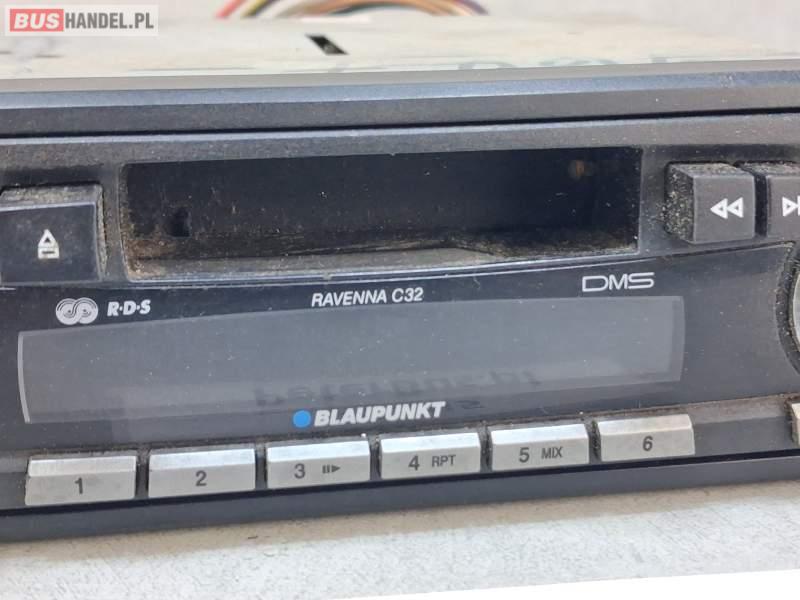 BUSHANDEL.PL
R·D·S
RAVENNA C32
DMS
BLAUPUNKT
1
2
3
4 RPT
5 MIX
6